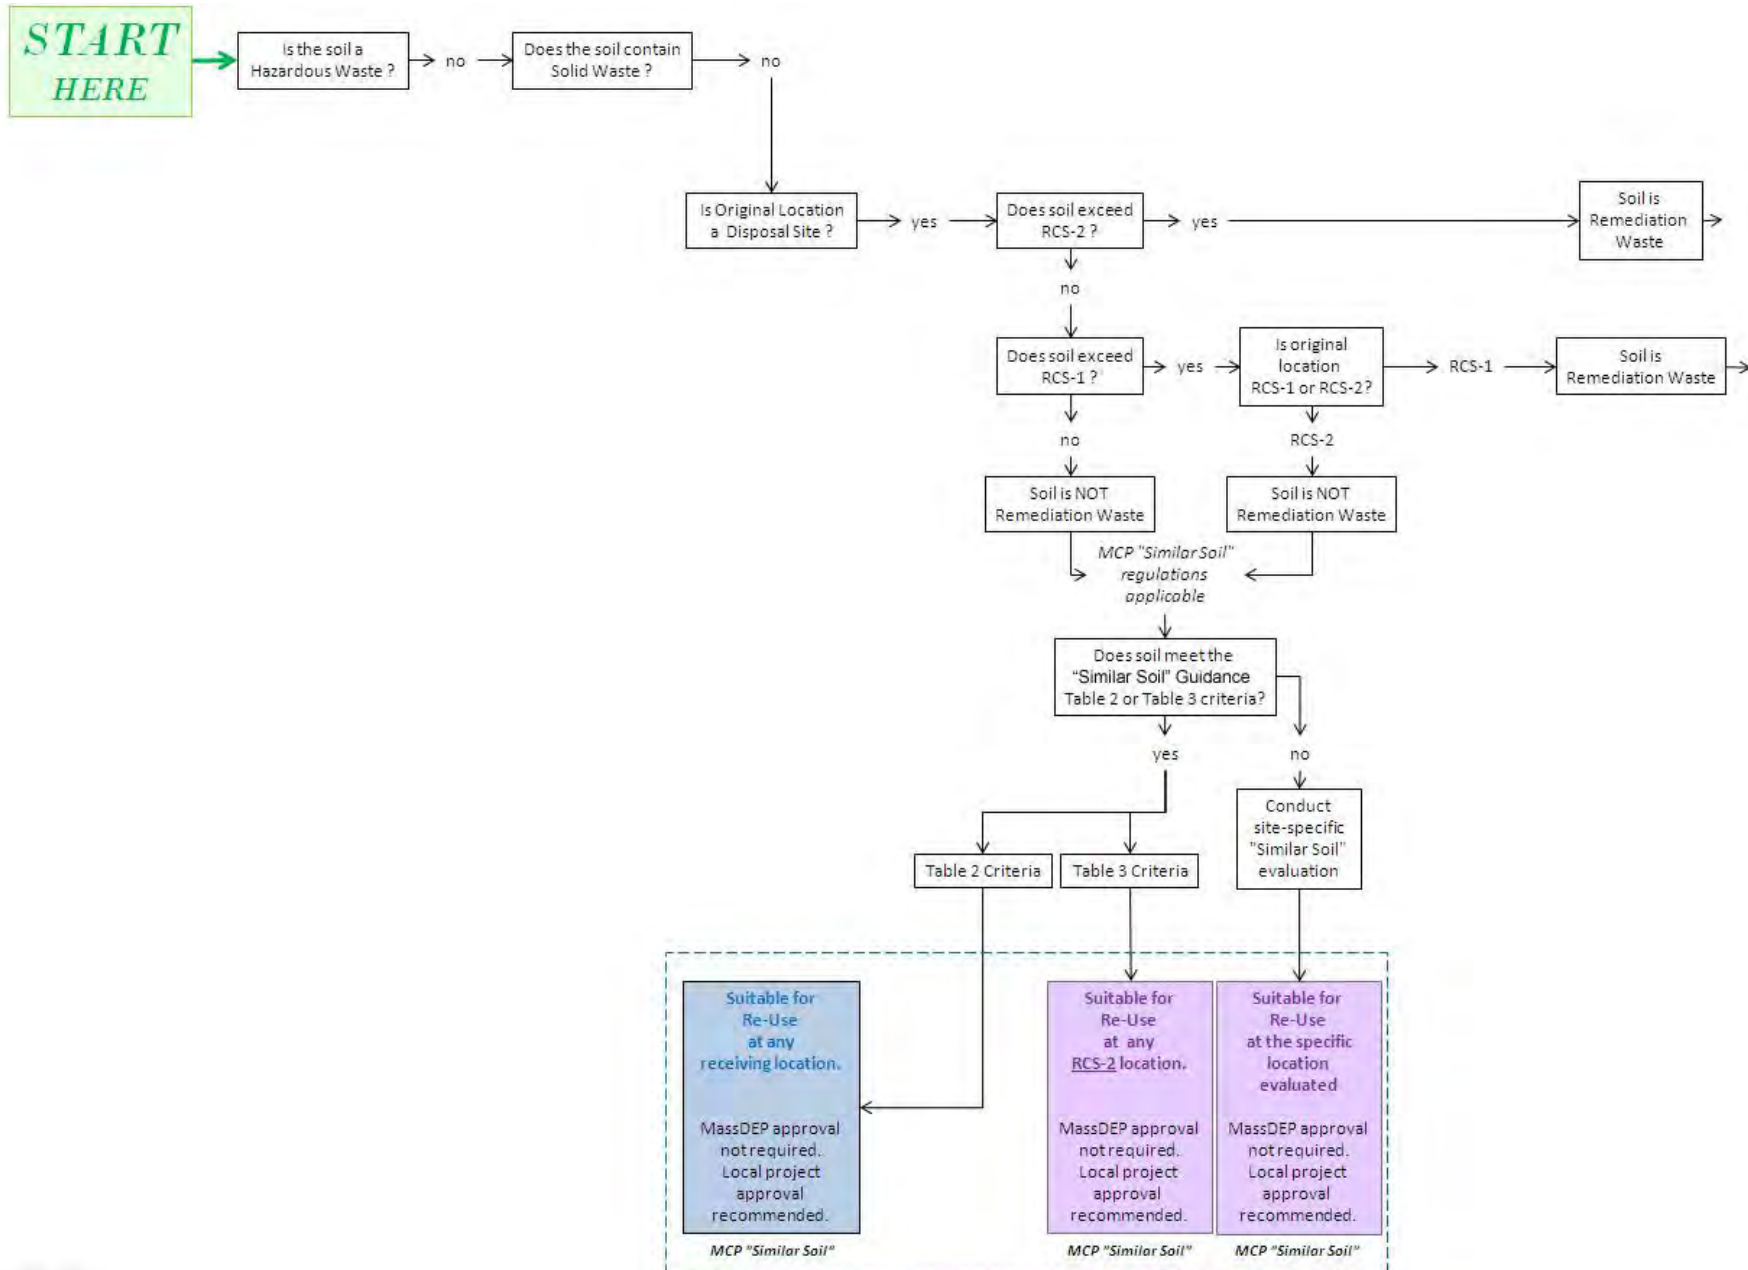 START
HERE
Is the soil a
Hazardous Waste ?
no
Does the soil contain
Solid Waste ?
no
Is Original Location
a Disposal Site ?
yes
Does soil exceed
RCS-2 ?
yes
Soil is
Remediation
Waste
no
Does soil exceed
RCS-1 ?
yes
Is original
location
RCS-1 or RCS-2?
RCS-1
Soil is
Remediation Waste
no
RCS-2
Soil is NOT
Remediation Waste
Soil is NOT
Remediation Waste
MCP "Similar Soil"
regulations
applicable
Does soil meet the
“Similar Soil” Guidance
Table 2 or Table 3 criteria?
yes
no
Conduct
site-specific
"Similar Soil"
evaluation
Table 2 Criteria
Table 3 Criteria
Suitable for
Re-Use
at any
receiving location.
MassDEP approval
not required.
Local project
approval
recommended.
MCP "Similar Soil"
Suitable for
Re-Use
at any
RCS-2 location.
MassDEP approval
not required.
Local project
approval
recommended.
MCP "Similar Soil"
Suitable for
Re-Use
at the specific
location
evaluated
MassDEP approval
not required.
Local project
approval
recommended.
MCP "Similar Soil"